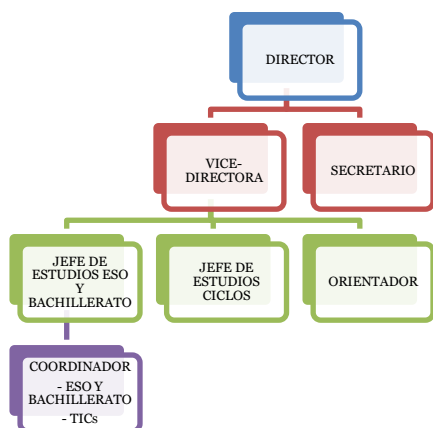 DIRECTOR
VICE-
DIRECTORA
SECRETARIO
JEFE DE
ESTUDIOS ESO
Y
BACHILLERATO
JEFE DE
ESTUDIOS
CICLOS
ORIENTADOR
COORDINADOR
- ESO Y
BACHILLERATO
- TICs